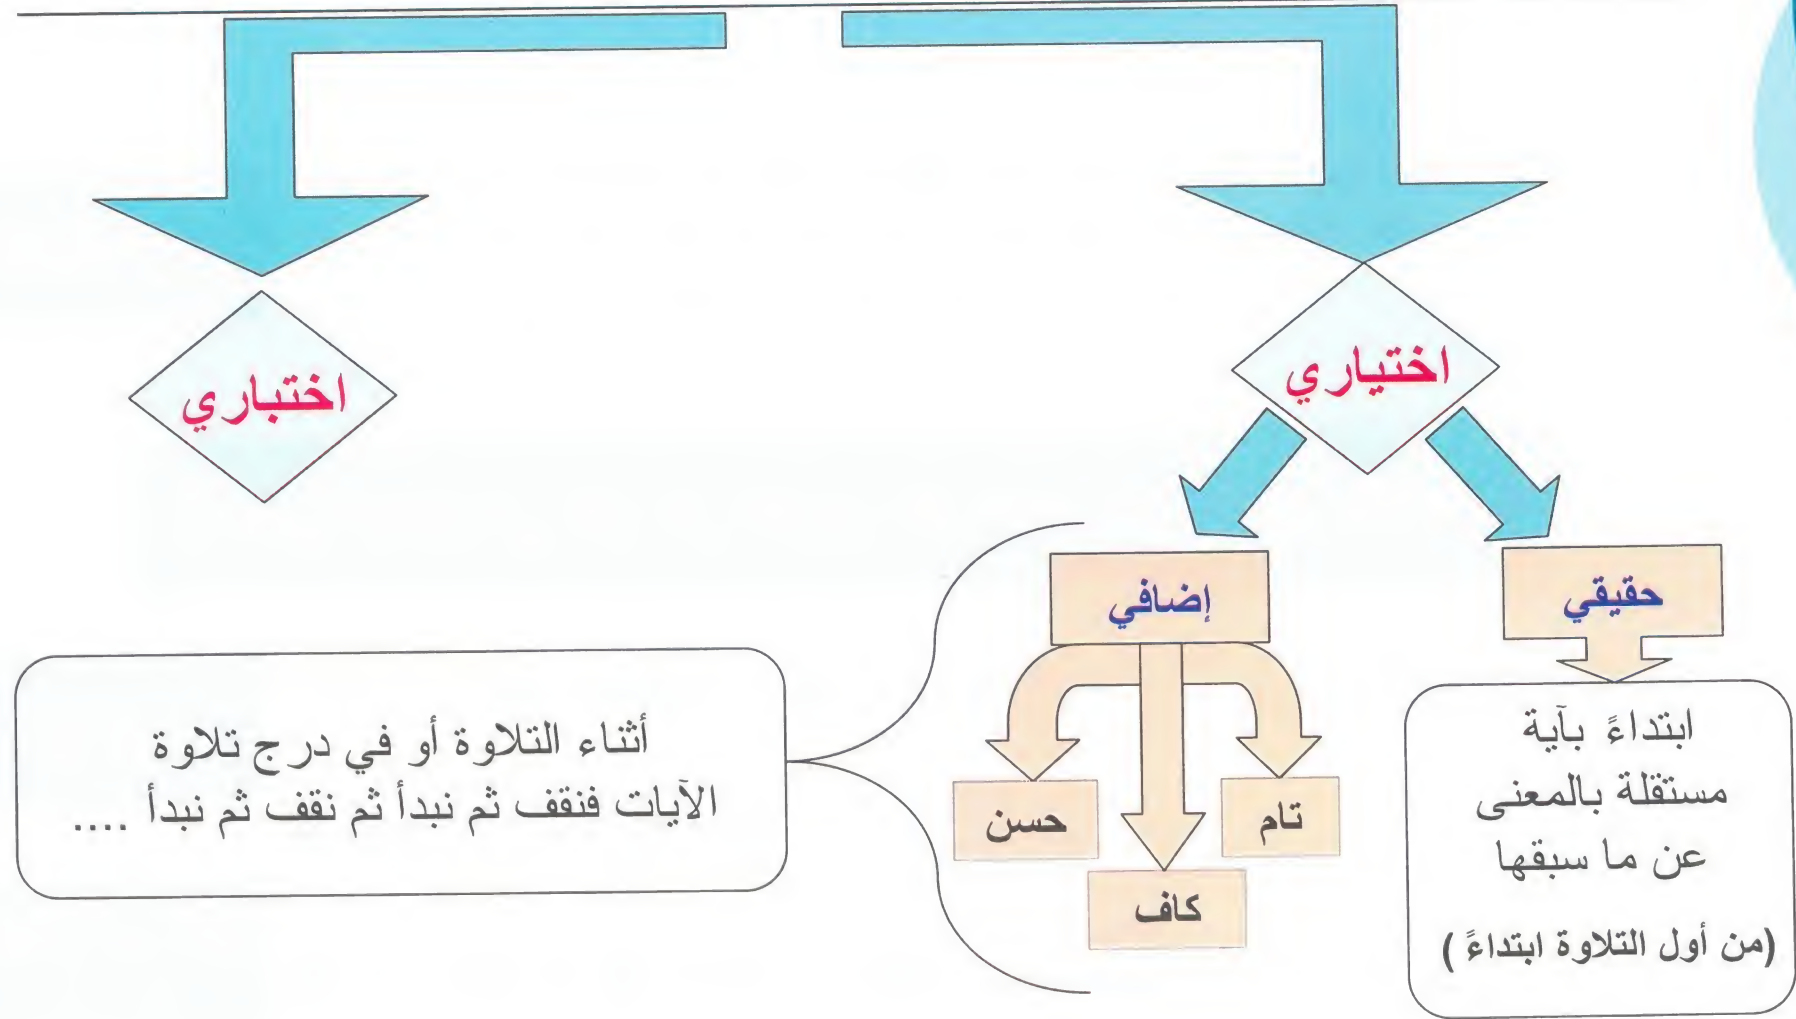 اختياري
اختباري
حقيقي
إضافي
ابتداءً بآية
مستقلة بالمعنى
عن ما سبقها
(من أول التلاوة ابتداءً )
تام
كاف
حسن
أثناء التلاوة أو في درج تلاوة
الآيات فنقف ثم نبدأ ثم نقف ثم نبدأ ....